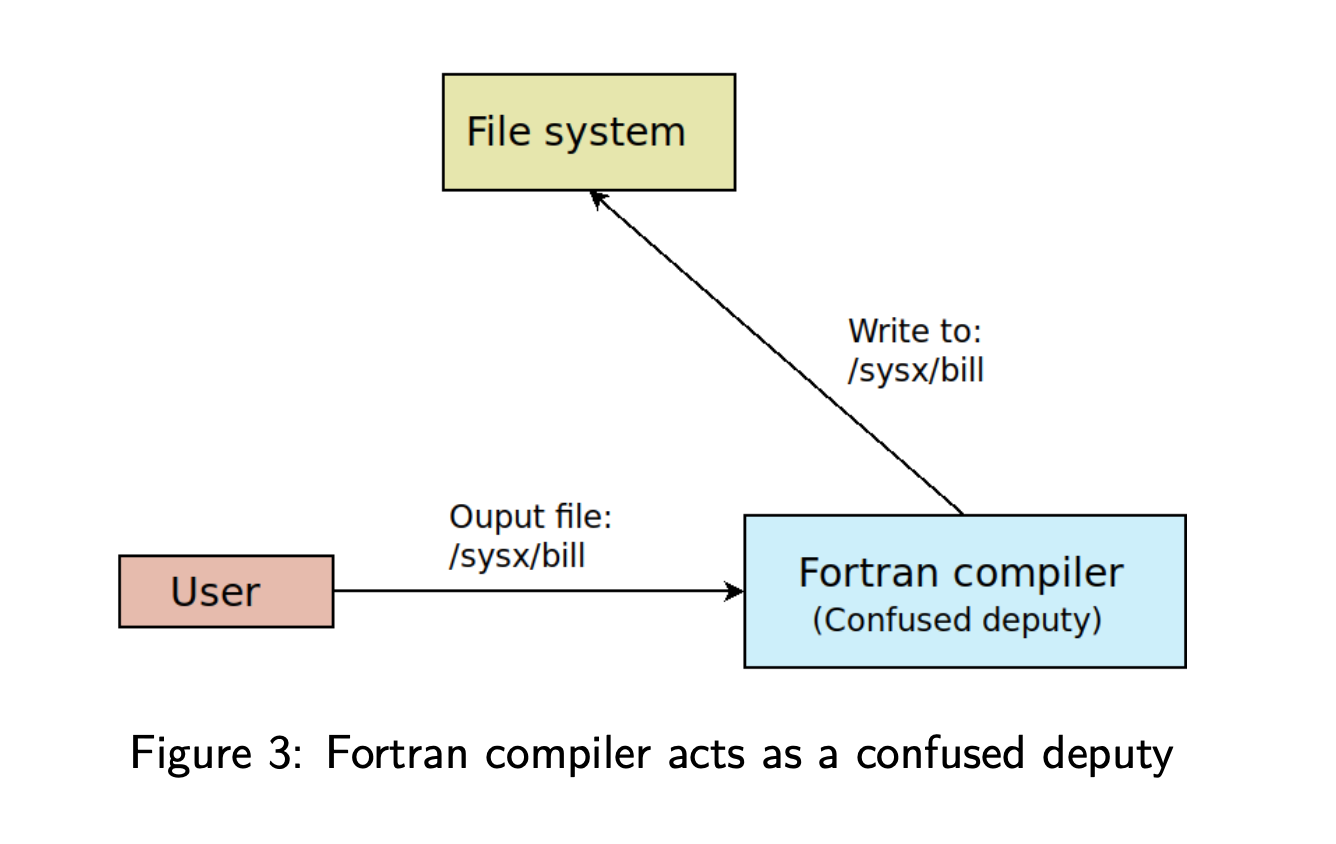 File system
Write to:
/sysx/bill
Ouput file:
/sysx/bill
User
Fortran compiler
(Confused deputy)
Figure 3: Fortran compiler acts as a confused deputy